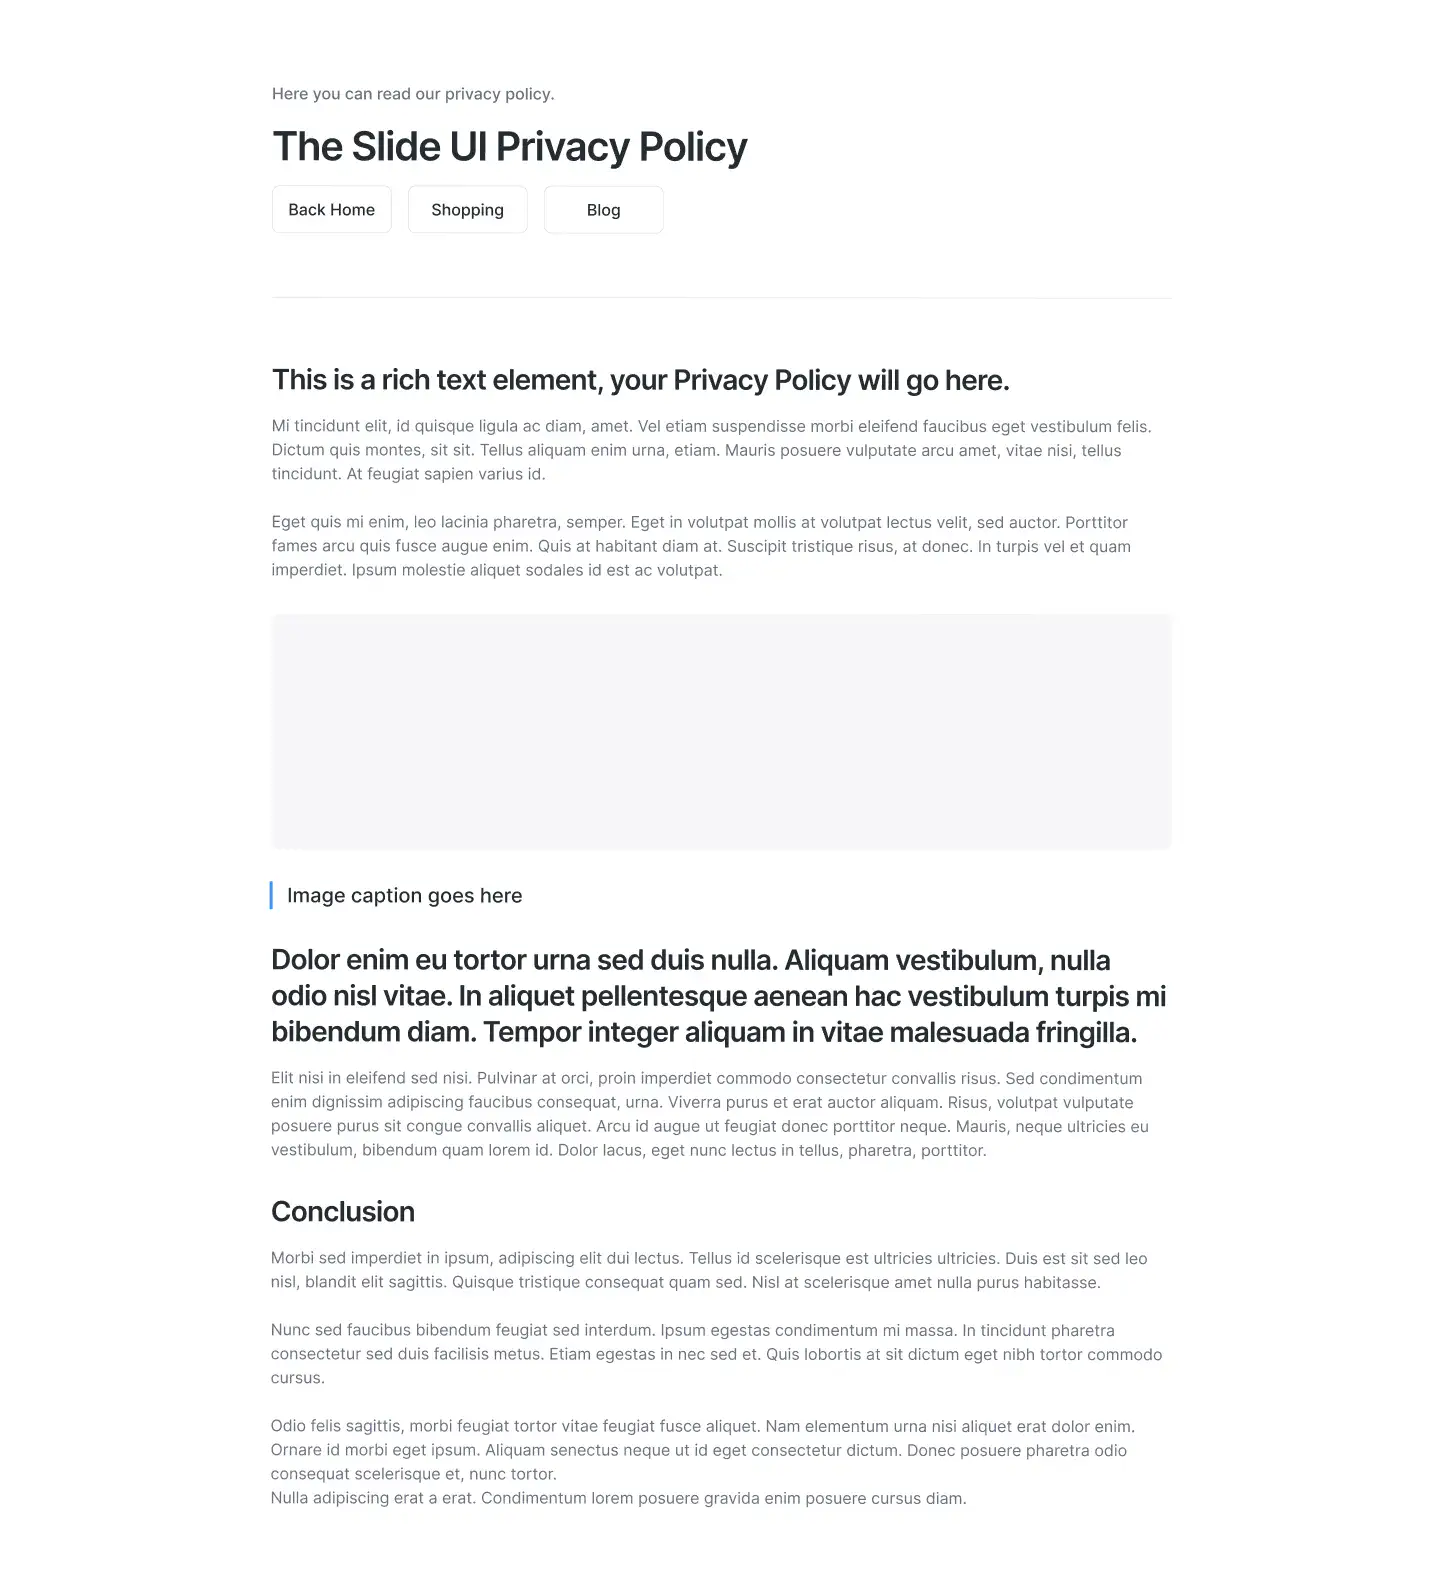 Here you can read our privacy policy.
The Slide UI Privacy Policy
Back Home
Shopping
Blog
This is a rich text element, your Privacy Policy will go here.
Mi tincidunt elit, id quisque ligula ac diam, amet. Vel etiam suspendisse morbi eleifend faucibus eget vestibulum felis.
Dictum quis montes, sit sit. Tellus aliquam enim urna, etiam. Mauris posuere vulputate arcu amet, vitae nisi, tellus
tincidunt. At feugiat sapien varius id.
Eget quis mi enim, leo lacinia pharetra, semper. Eget in volutpat mollis at volutpat lectus velit, sed auctor. Porttitor
fames arcu quis fusce augue enim. Quis at habitant diam at. Suscipit tristique risus, at donec. In turpis vel et quam
imperdiet. Ipsum molestie aliquet sodales id est ac volutpat.
Image caption goes here
Dolor enim eu tortor urna sed duis nulla. Aliquam vestibulum, nulla
odio nisl vitae. In aliquet pellentesque aenean hac vestibulum turpis mi
bibendum diam. Tempor integer aliquam in vitae malesuada fringilla.
Elit nisi in eleifend sed nisi. Pulvinar at orci, proin imperdiet commodo consectetur convallis risus. Sed condimentum
enim dignissim adipiscing faucibus consequat, urna. Viverra purus et erat auctor aliquam. Risus, volutpat vulputate
posuere purus sit congue convallis aliquet. Arcu id augue ut feugiat donec porttitor neque. Mauris, neque ultricies eu
vestibulum, bibendum quam lorem id. Dolor lacus, eget nunc lectus in tellus, pharetra, porttitor.
Conclusion
Morbi sed imperdiet in ipsum, adipiscing elit dui lectus. Tellus id scelerisque est ultricies ultricies. Duis est sit sed leo
nisl, blandit elit sagittis. Quisque tristique consequat quam sed. Nisl at scelerisque amet nulla purus habitasse.
Nunc sed faucibus bibendum feugiat sed interdum. Ipsum egestas condimentum mi massa. In tincidunt pharetra
consectetur sed duis facilisis metus. Etiam egestas in nec sed et. Quis lobortis at sit dictum eget nibh tortor commodo
cursus.
Odio felis sagittis, morbi feugiat tortor vitae feugiat fusce aliquet. Nam elementum urna nisi aliquet erat dolor enim.
Ornare id morbi eget ipsum. Aliquam senectus neque ut id eget consectetur dictum. Donec posuere pharetra odio
consequat scelerisque et, nunc tortor.
Nulla adipiscing erat a erat. Condimentum lorem posuere gravida enim posuere cursus diam.